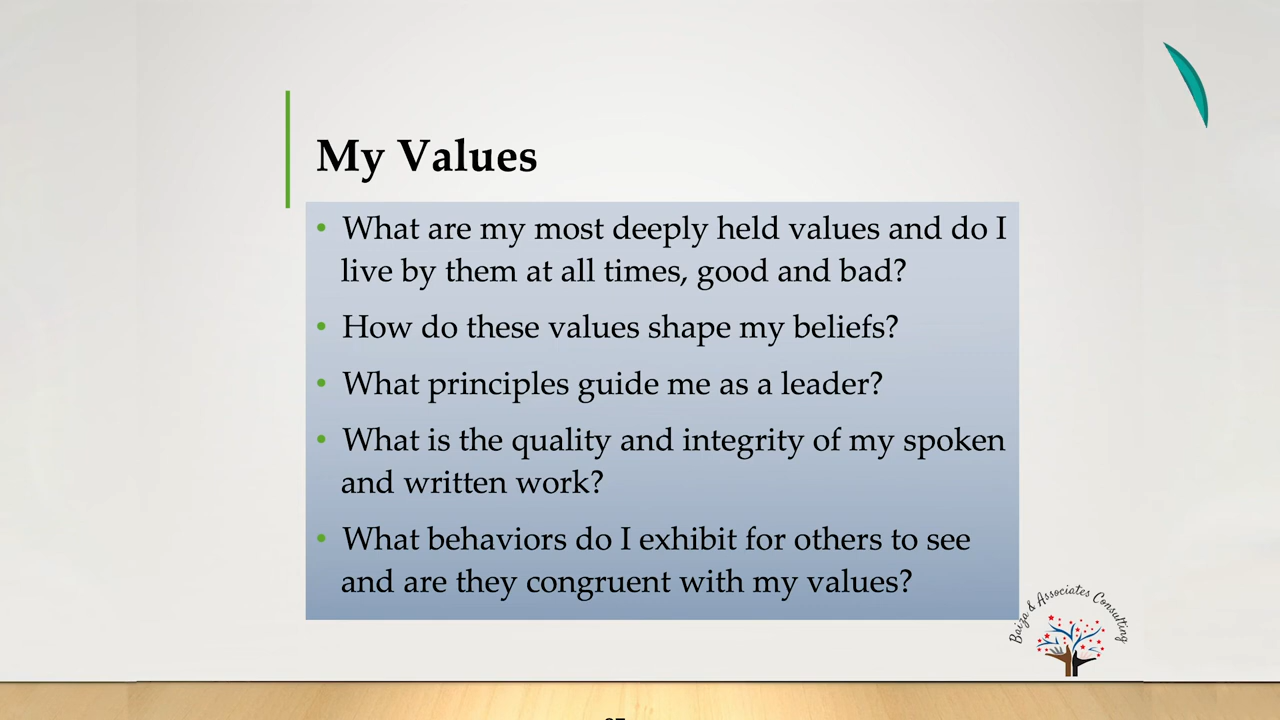 My Values
• What are my most deeply held values and do I
live by them at all times, good and bad?
• How do these values shape my beliefs?
• What principles guide me as a leader?
• What is the quality and integrity of my spoken
and written work?
• What behaviors do I exhibit for others to see
and are they congruent with my values?
Baiza & Associates Consulting